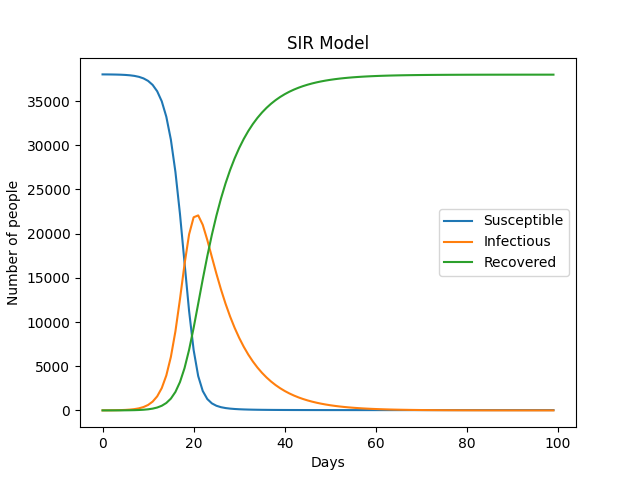 SIR Model
Number of people
35000
30000
25000
20000
15000
10000
5000
0
Susceptible
Infectious
Recovered
0 20 40 60 80 100
Days